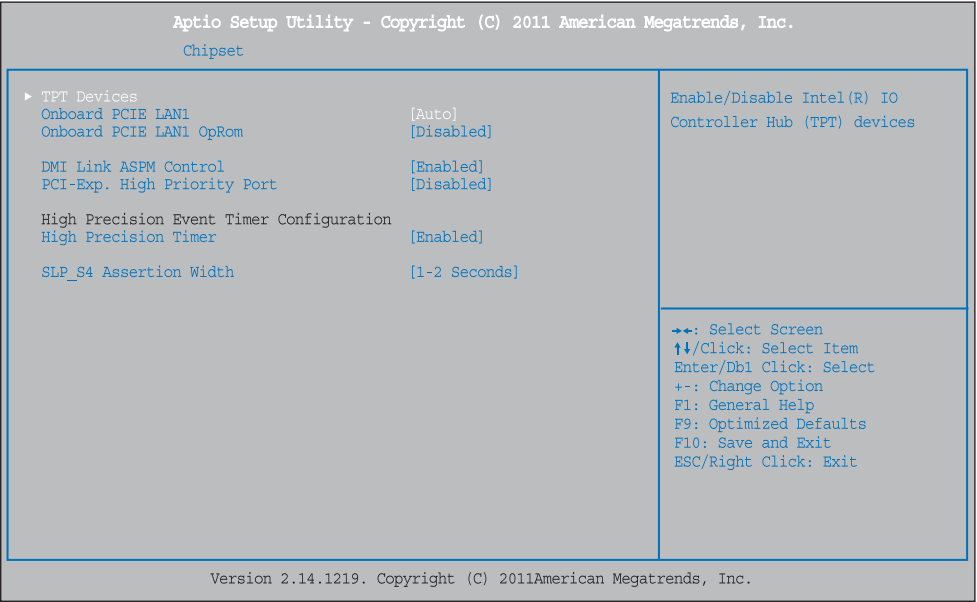 Aptio Setup Utility - Copyright (C) 2011 American Megatrends, Inc.
Chipset
▶ TPT Devices
Onboard PCIE LAN1 [Auto]
Onboard PCIE LAN1 OpRom [Disabled]
DMI Link ASPM Control [Enabled]
PCI-Exp. High Priority Port [Disabled]
High Precision Event Timer Configuration
High Precision Timer [Enabled]
SLP_S4 Assertion Width [1-2 Seconds]
Enable/Disable Intel(R) IO
Controller Hub (TPT) devices
→←: Select Screen
↑↓/Click: Select Item
Enter/Db1 Click: Select
+-: Change Option
F1: General Help
F9: Optimized Defaults
F10: Save and Exit
ESC/Right Click: Exit
Version 2.14.1219. Copyright (C) 2011American Megatrends, Inc.